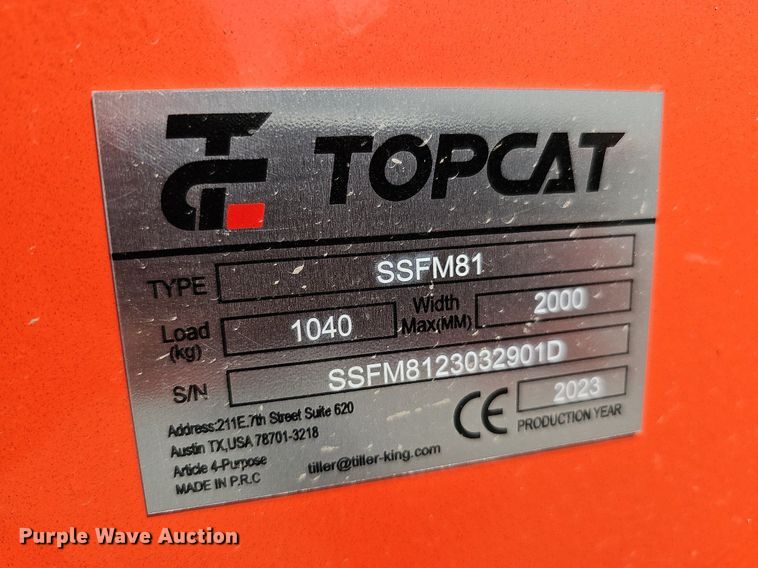 TC TOPCAT
TYPE SSFM81
Load (kg) 1040 Width Max(MM) 2000
S/N SSFM8123032901D
Address:211E.7th Street Suite 620
Austin TX,USA 78701-3218
Article 4-Purpose
MADE IN P.R.C
tiller@tiller-king.com
CE 2023
PRODUCTION YEAR
Purple Wave Auction